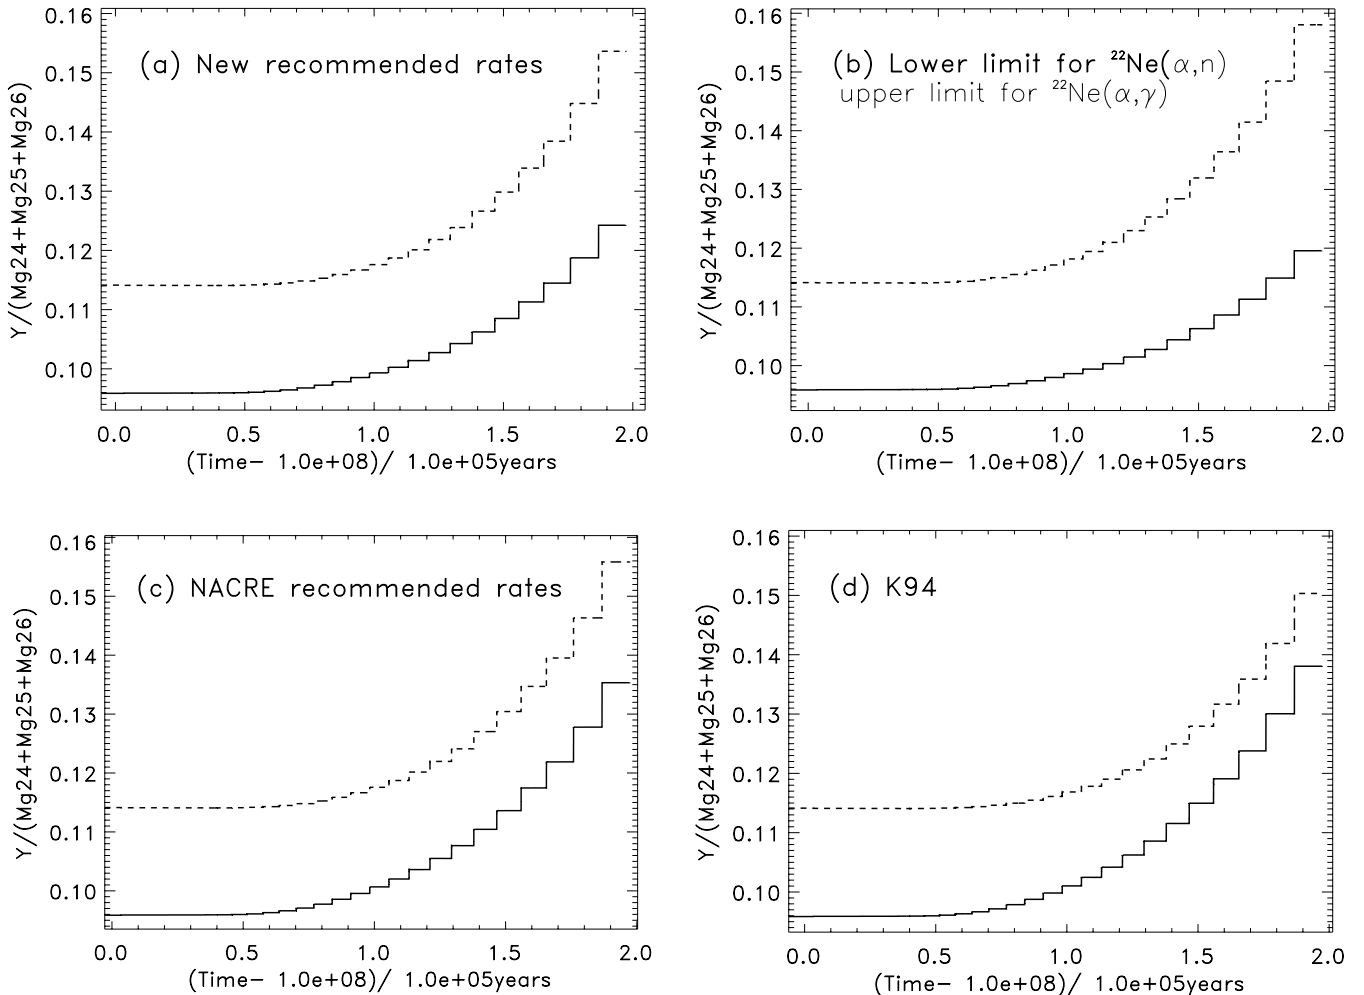 (a) New recommended rates
0.16
0.15
0.14
0.13
0.12
0.11
0.10
Y/(Mg24+Mg25+Mg26)
0.0 0.5 1.0 1.5 2.0
(Time− 1.0e+08)/ 1.0e+05years
(b) Lower limit for ²²Ne(α,n)
upper limit for ²²Ne(α,γ)
0.16
0.15
0.14
0.13
0.12
0.11
0.10
Y/(Mg24+Mg25+Mg26)
0.0 0.5 1.0 1.5 2.0
(Time− 1.0e+08)/ 1.0e+05years
(c) NACRE recommended rates
0.16
0.15
0.14
0.13
0.12
0.11
0.10
Y/(Mg24+Mg25+Mg26)
0.0 0.5 1.0 1.5 2.0
(Time− 1.0e+08)/ 1.0e+05years
(d) K94
0.16
0.15
0.14
0.13
0.12
0.11
0.10
Y/(Mg24+Mg25+Mg26)
0.0 0.5 1.0 1.5 2.0
(Time− 1.0e+08)/ 1.0e+05years